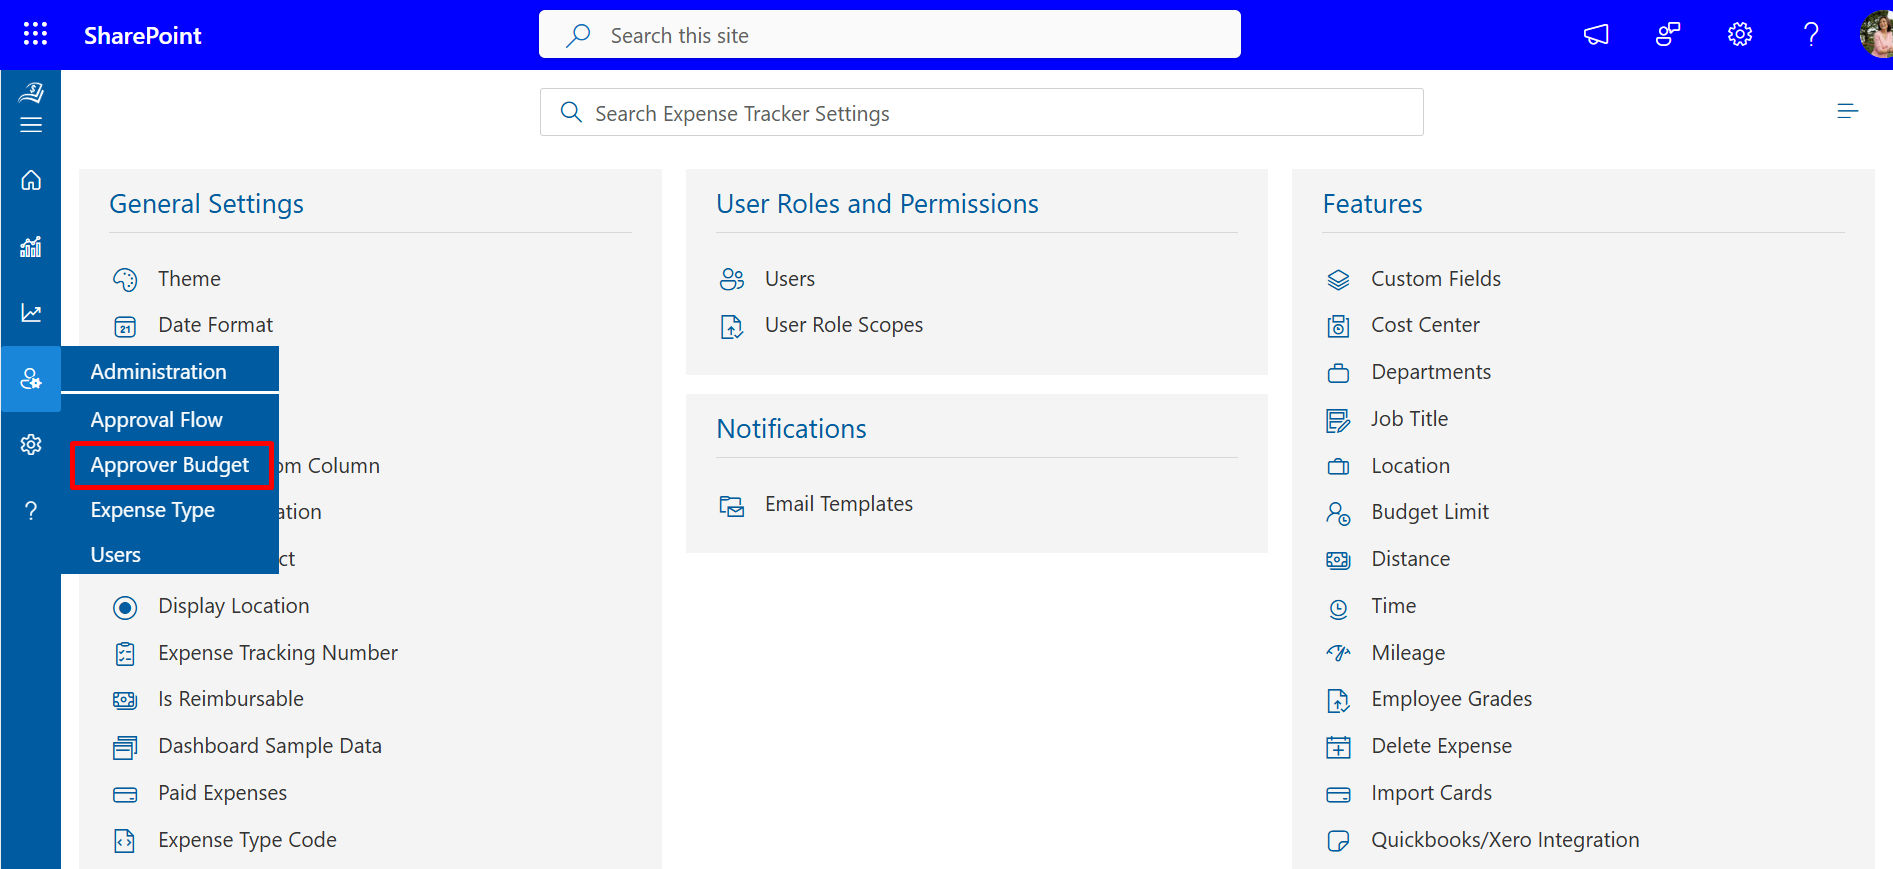 SharePoint
Search this site
Search Expense Tracker Settings
General Settings
Theme
Date Format
21
Administration
Approval Flow
Approver Budget
Expense Type
Users
Column
Display Location
Expense Tracking Number
Is Reimbursable
Dashboard Sample Data
Paid Expenses
Expense Type Code
User Roles and Permissions
Users
User Role Scopes
Notifications
Email Templates
Features
Custom Fields
Cost Center
Departments
Job Title
Location
Budget Limit
Distance
Time
Mileage
Employee Grades
Delete Expense
Import Cards
Quickbooks/Xero Integration